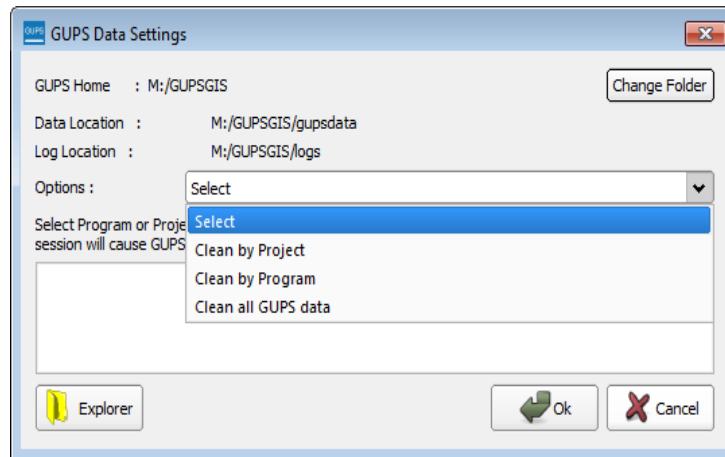 GUPS GUPS Data Settings
GUPS Home : M:/GUPSGIS Change Folder
Data Location : M:/GUPSGIS/gupsdata
Log Location : M:/GUPSGIS/logs
Options : Select
Select
Select Program or Proje
session will cause GUPS
Clean by Project
Clean by Program
Clean all GUPS data
Explorer Ok Cancel